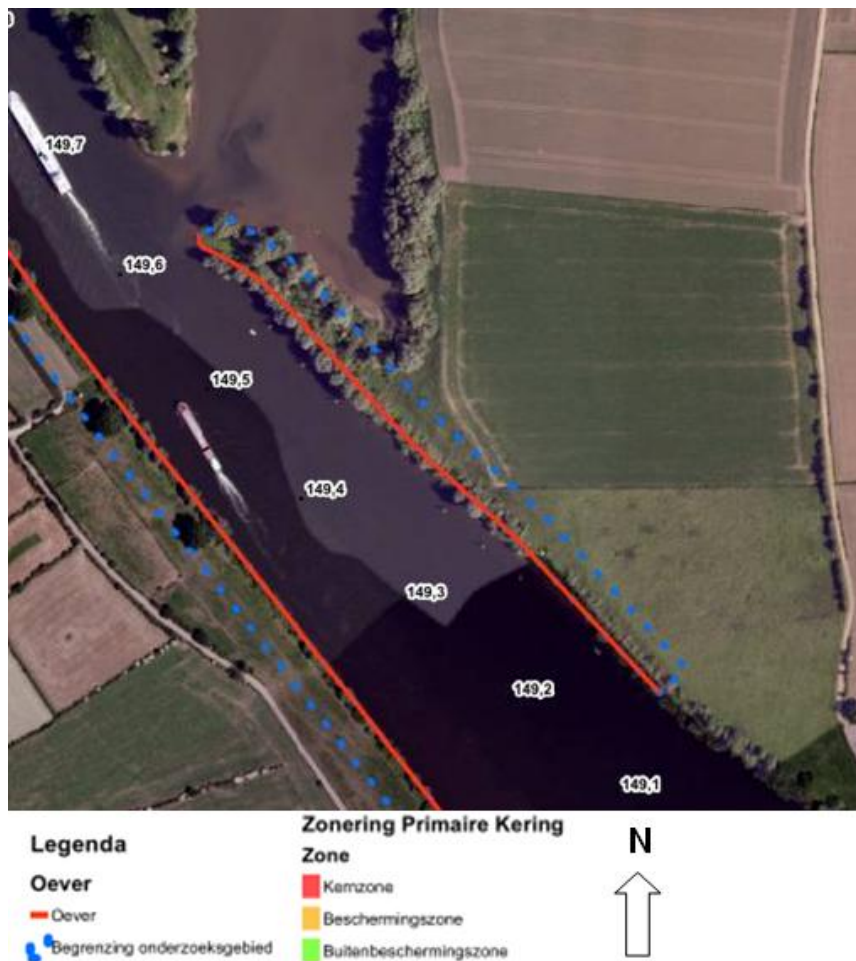 149,7
149,6
149,5
149,4
149,3
149,2
149,1
Legenda
Oever
Oever
Begrenzing onderzoeksgebied
Zonering Primaire Kering
Zone
Kernzone
Beschermingszone
Buitenbeschermingszone
N